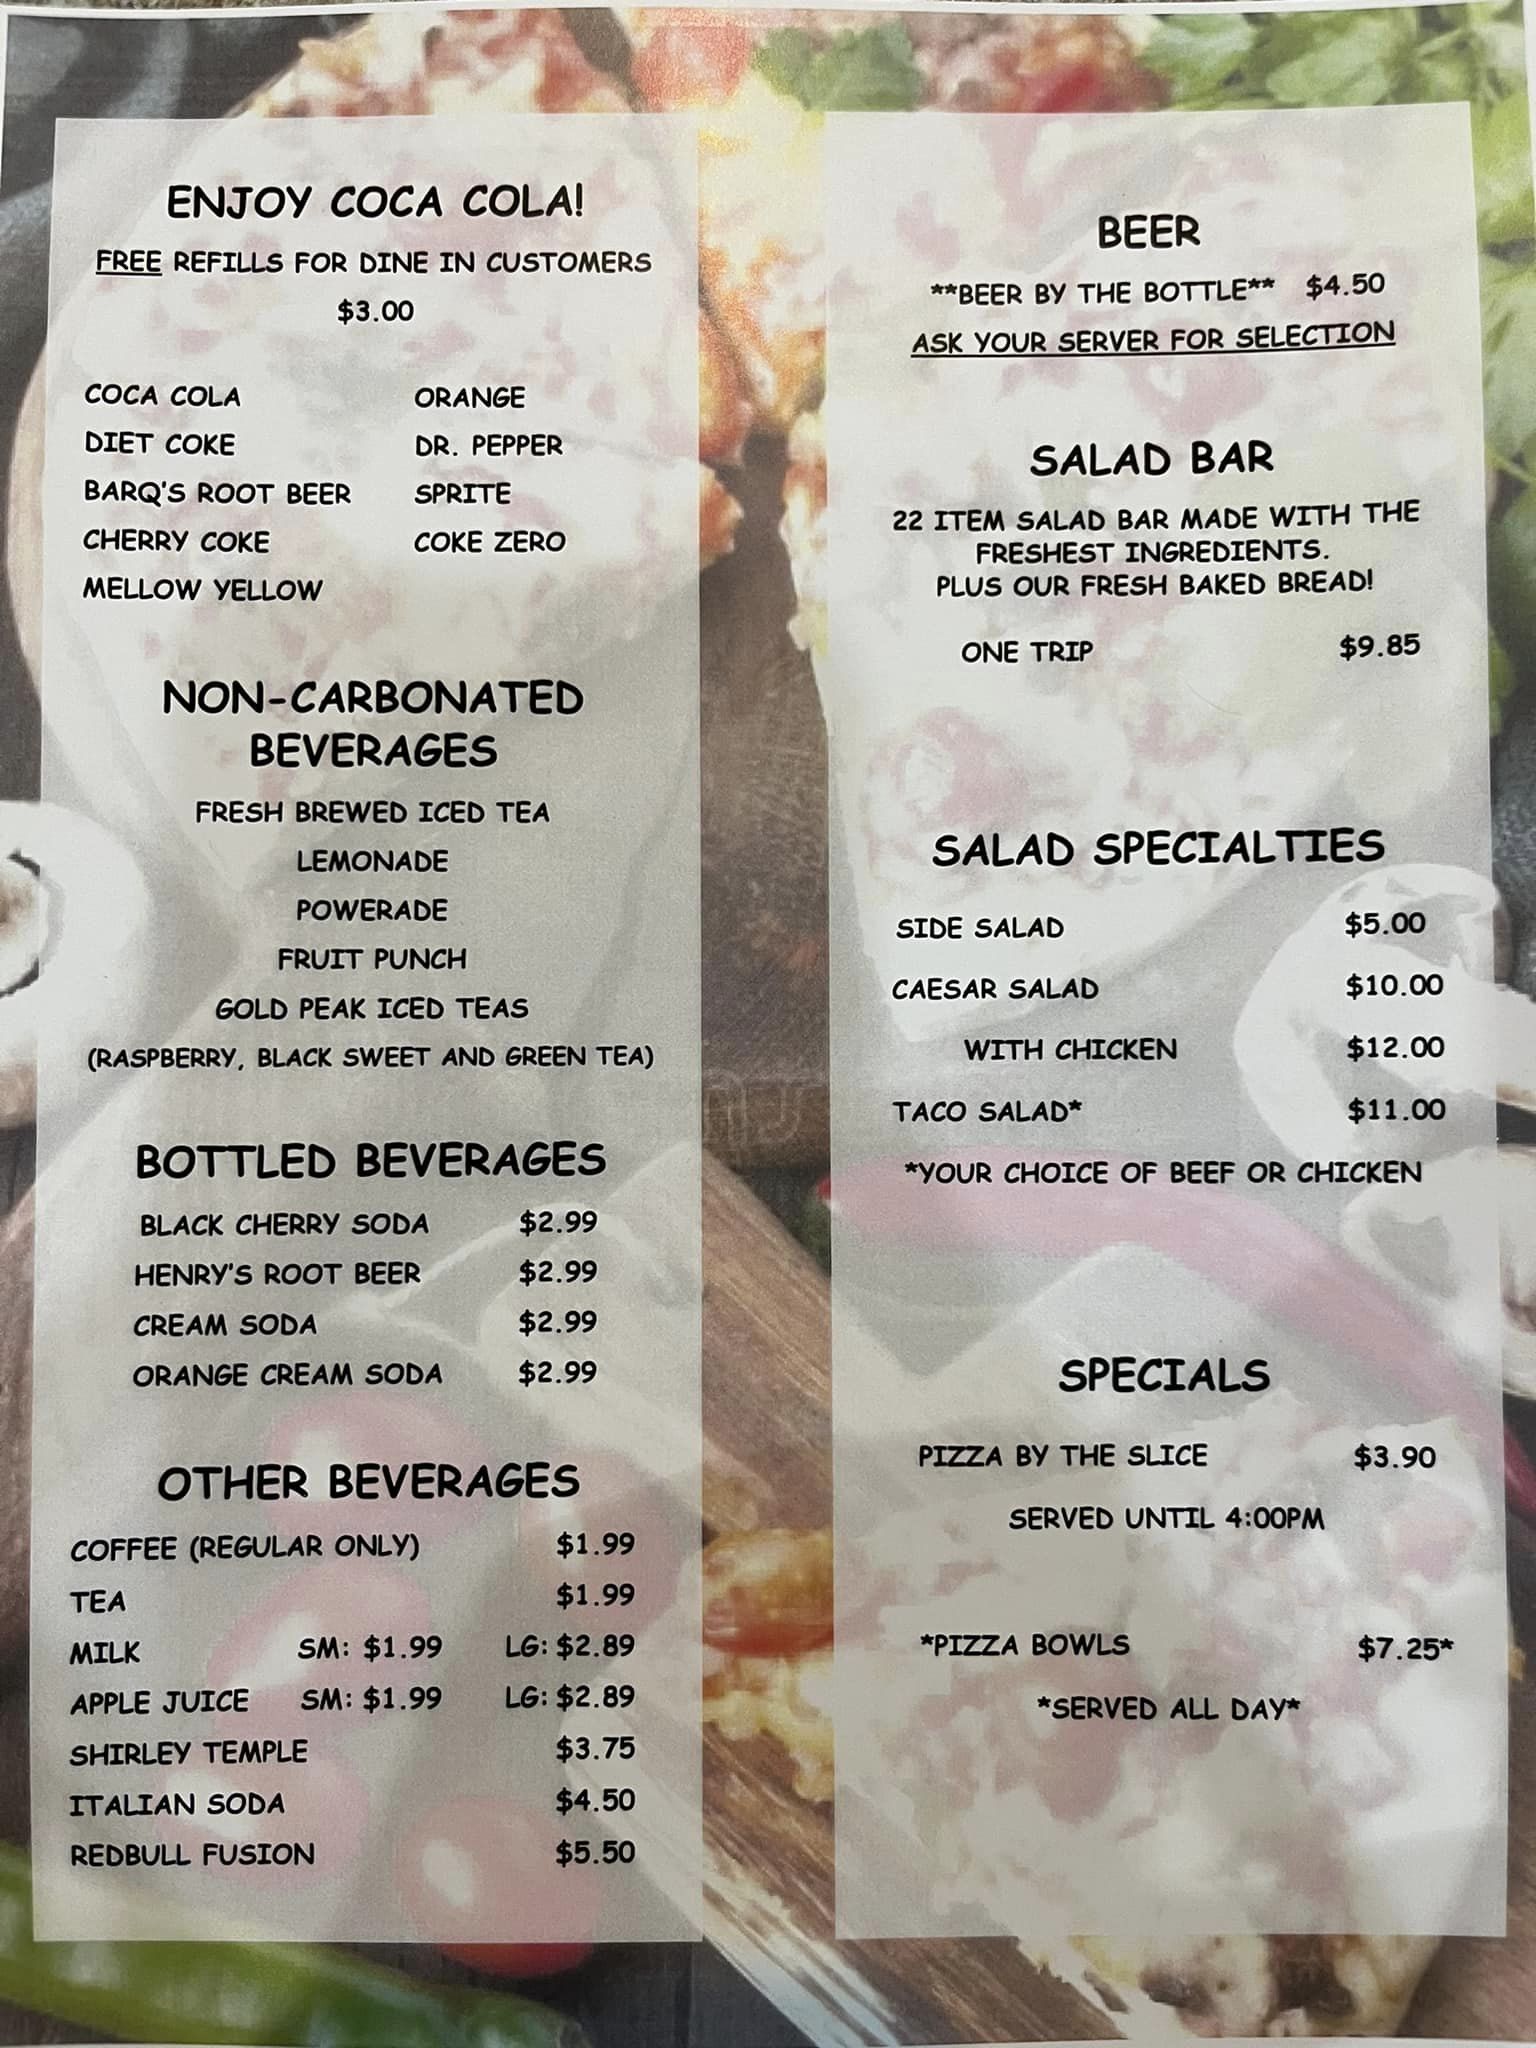 ENJOY COCA COLA!
FREE REFILLS FOR DINE IN CUSTOMERS
$3.00
COCA COLA ORANGE
DIET COKE DR. PEPPER
BARQ'S ROOT BEER SPRITE
CHERRY COKE COKE ZERO
MELLOW YELLOW
NON-CARBONATED
BEVERAGES
FRESH BREWED ICED TEA
LEMONADE
POWERADE
FRUIT PUNCH
GOLD PEAK ICED TEAS
(RASPBERRY, BLACK SWEET AND GREEN TEA)
BOTTLED BEVERAGES
BLACK CHERRY SODA $2.99
HENRY'S ROOT BEER $2.99
CREAM SODA $2.99
ORANGE CREAM SODA $2.99
OTHER BEVERAGES
COFFEE (REGULAR ONLY) $1.99
TEA $1.99
MILK SM: $1.99 LG: $2.89
APPLE JUICE SM: $1.99 LG: $2.89
SHIRLEY TEMPLE $3.75
ITALIAN SODA $4.50
REDBULL FUSION $5.50
BEER
**BEER BY THE BOTTLE** $4.50
ASK YOUR SERVER FOR SELECTION
SALAD BAR
22 ITEM SALAD BAR MADE WITH THE
FRESHEST INGREDIENTS.
PLUS OUR FRESH BAKED BREAD!
ONE TRIP $9.85
SALAD SPECIALTIES
SIDE SALAD $5.00
CAESAR SALAD $10.00
WITH CHICKEN $12.00
TACO SALAD* $11.00
*YOUR CHOICE OF BEEF OR CHICKEN
SPECIALS
PIZZA BY THE SLICE $3.90
SERVED UNTIL 4:00PM
*PIZZA BOWLS $7.25*
*SERVED ALL DAY*